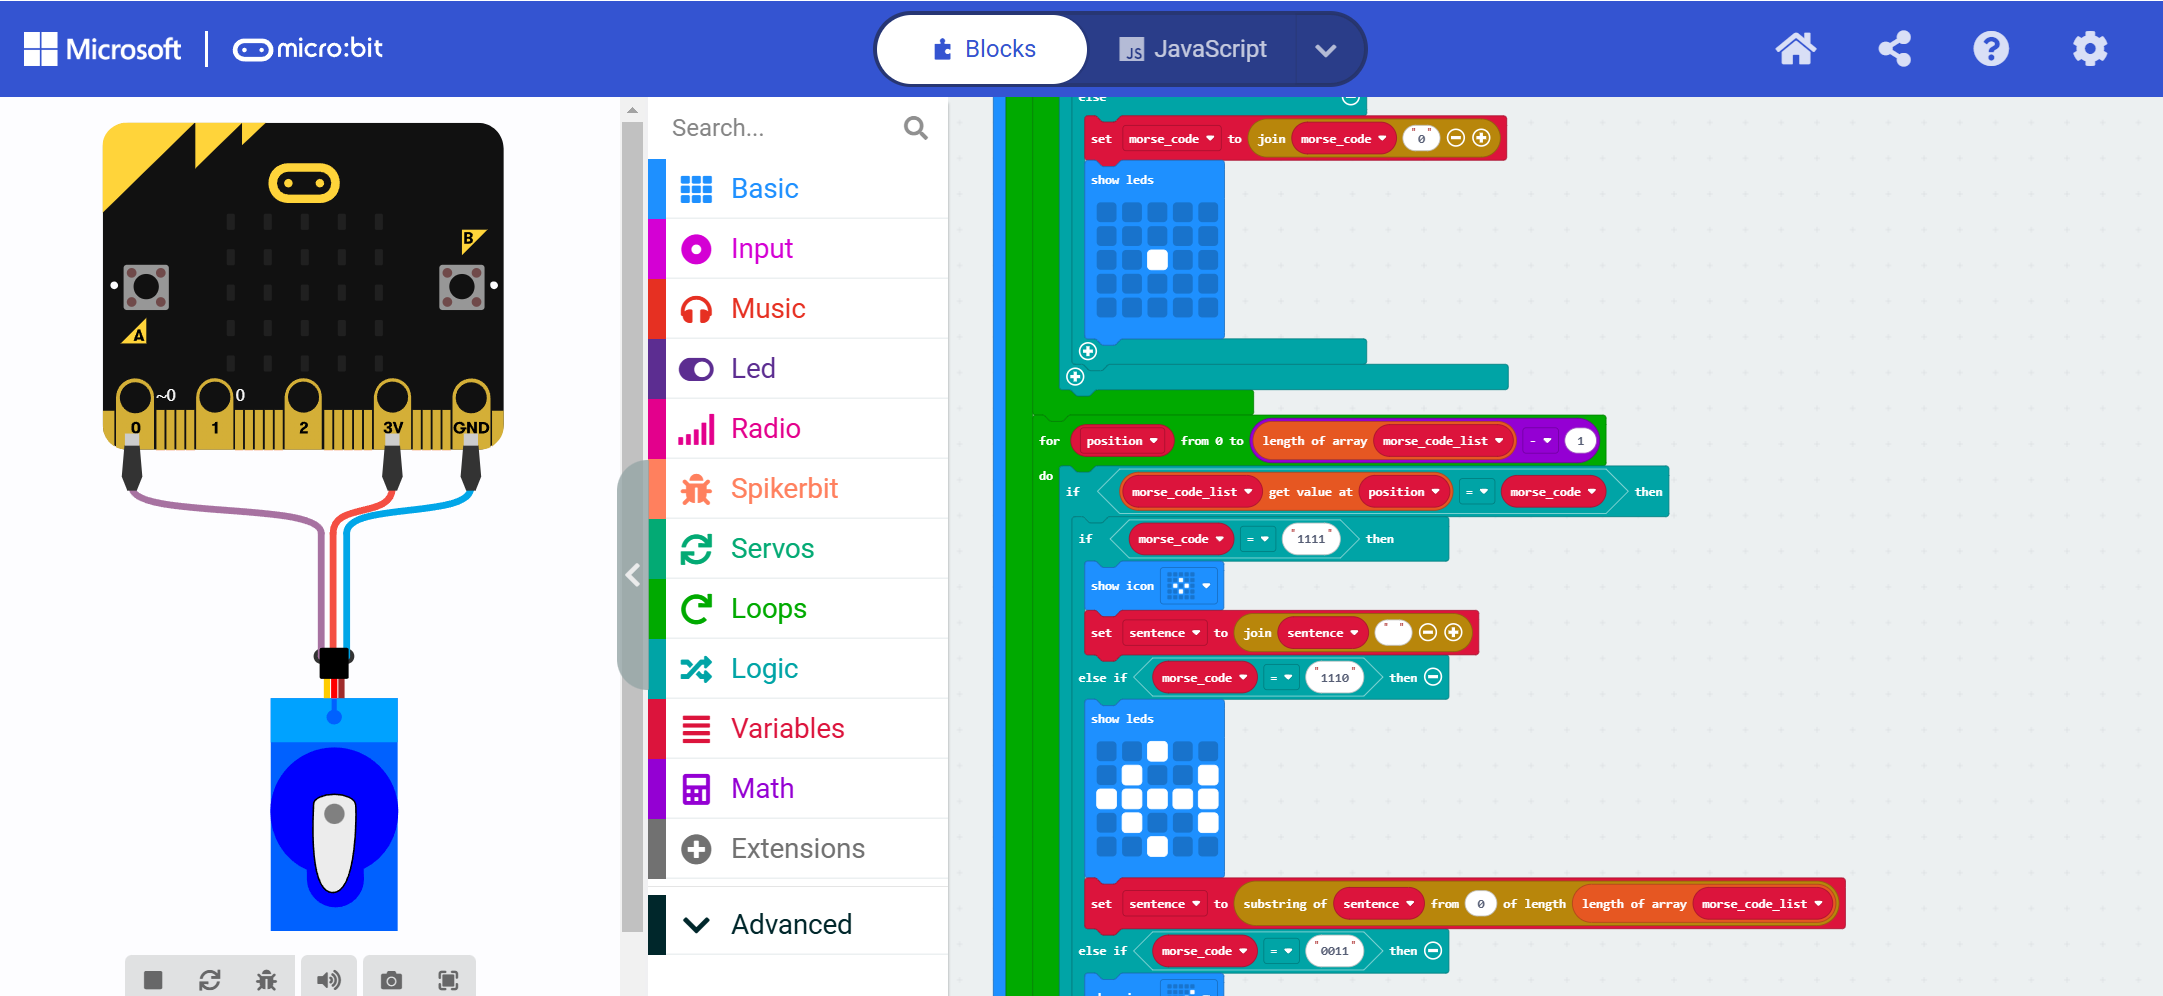 Microsoft micro:bit
Blocks JavaScript
Search...
Basic
Input
Music
Led
Radio
Spikerbit
Servos
Loops
Logic
Variables
Math
Extensions
Advanced
B
A
~0 0
0 1 2 3V GND
else
set morse_code to join morse_code "0"
show leds
for position from 0 to length of array morse_code_list - 1
do
if morse_code_list get value at position = morse_code then
if morse_code = "1111" then
show icon
set sentence to join sentence " "
else if morse_code = "1110" then
show leds
set sentence to substring of sentence from 0 of length length of array morse_code_list
else if morse_code = "0011" then